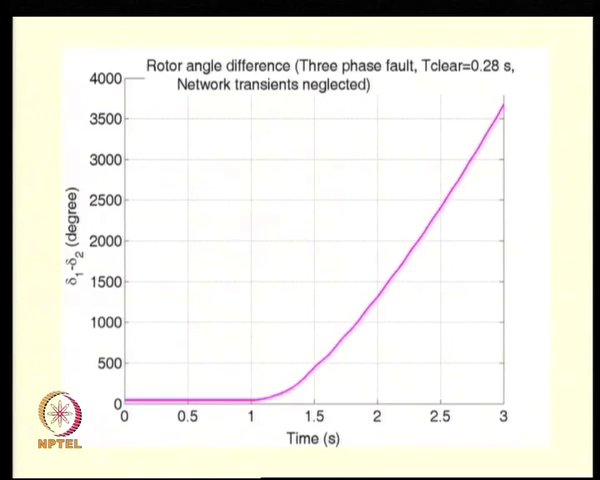 Rotor angle difference (Three phase fault, Tclear=0.28 s,
Network transients neglected)
4000
3500
3000
2500
2000
1500
1000
500
0
δ1-δ2 (degree)
0 0.5 1 1.5 2 2.5 3
Time (s)
NPTEL